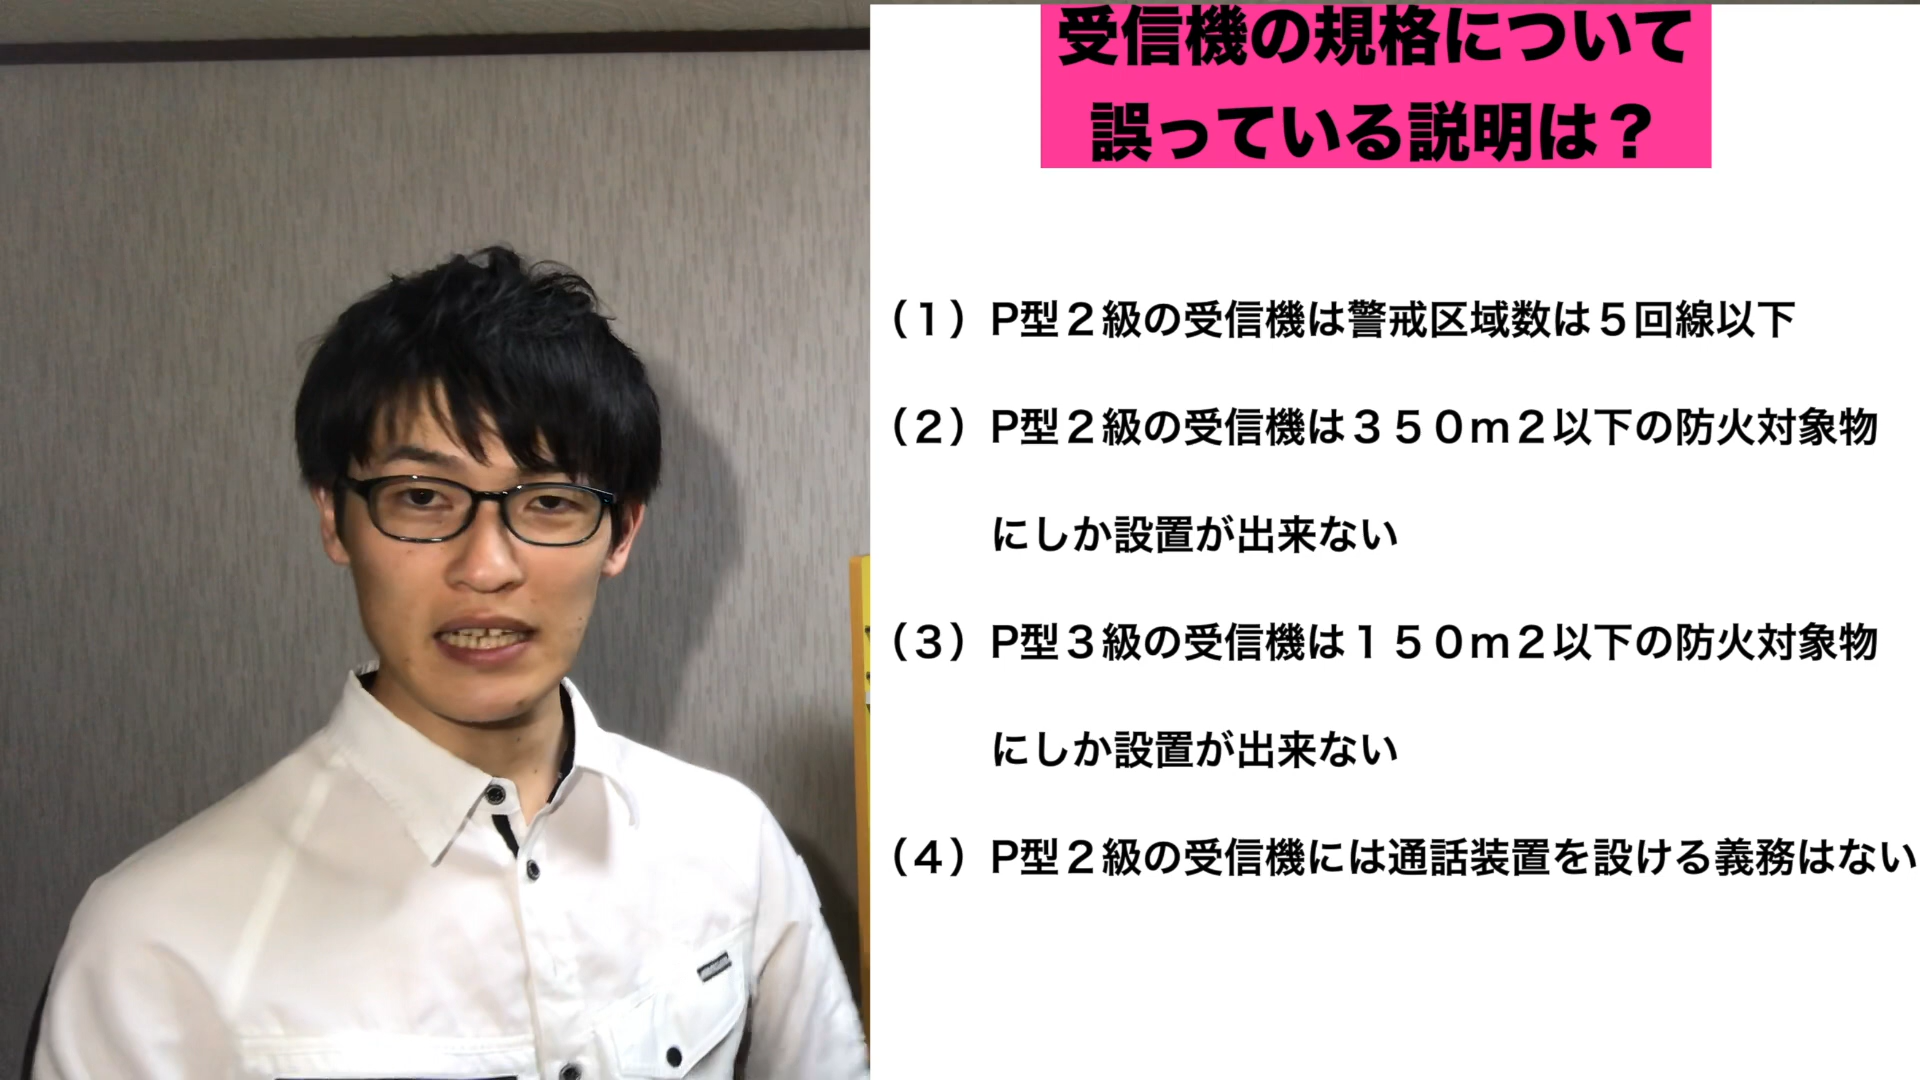 受信機の規格について
誤っている説明は？
（１）P型２級の受信機は警戒区域数は５回線以下
（２）P型２級の受信機は３５０m２以下の防火対象物
にしか設置が出来ない
（３）P型３級の受信機は１５０m２以下の防火対象物
にしか設置が出来ない
（４）P型２級の受信機には通話装置を設ける義務はない